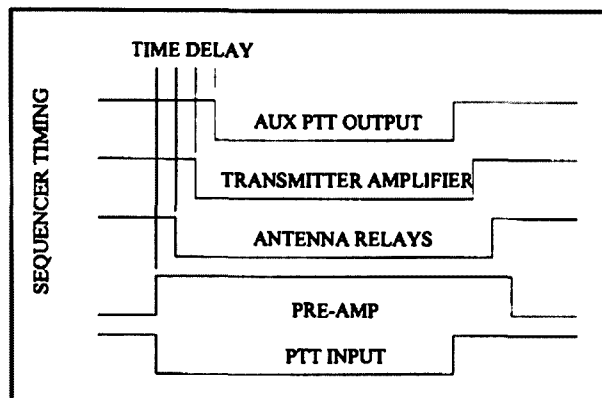 TIME DELAY
SEQUENCER TIMING
AUX PTT OUTPUT
TRANSMITTER AMPLIFIER
ANTENNA RELAYS
PRE-AMP
PTT INPUT